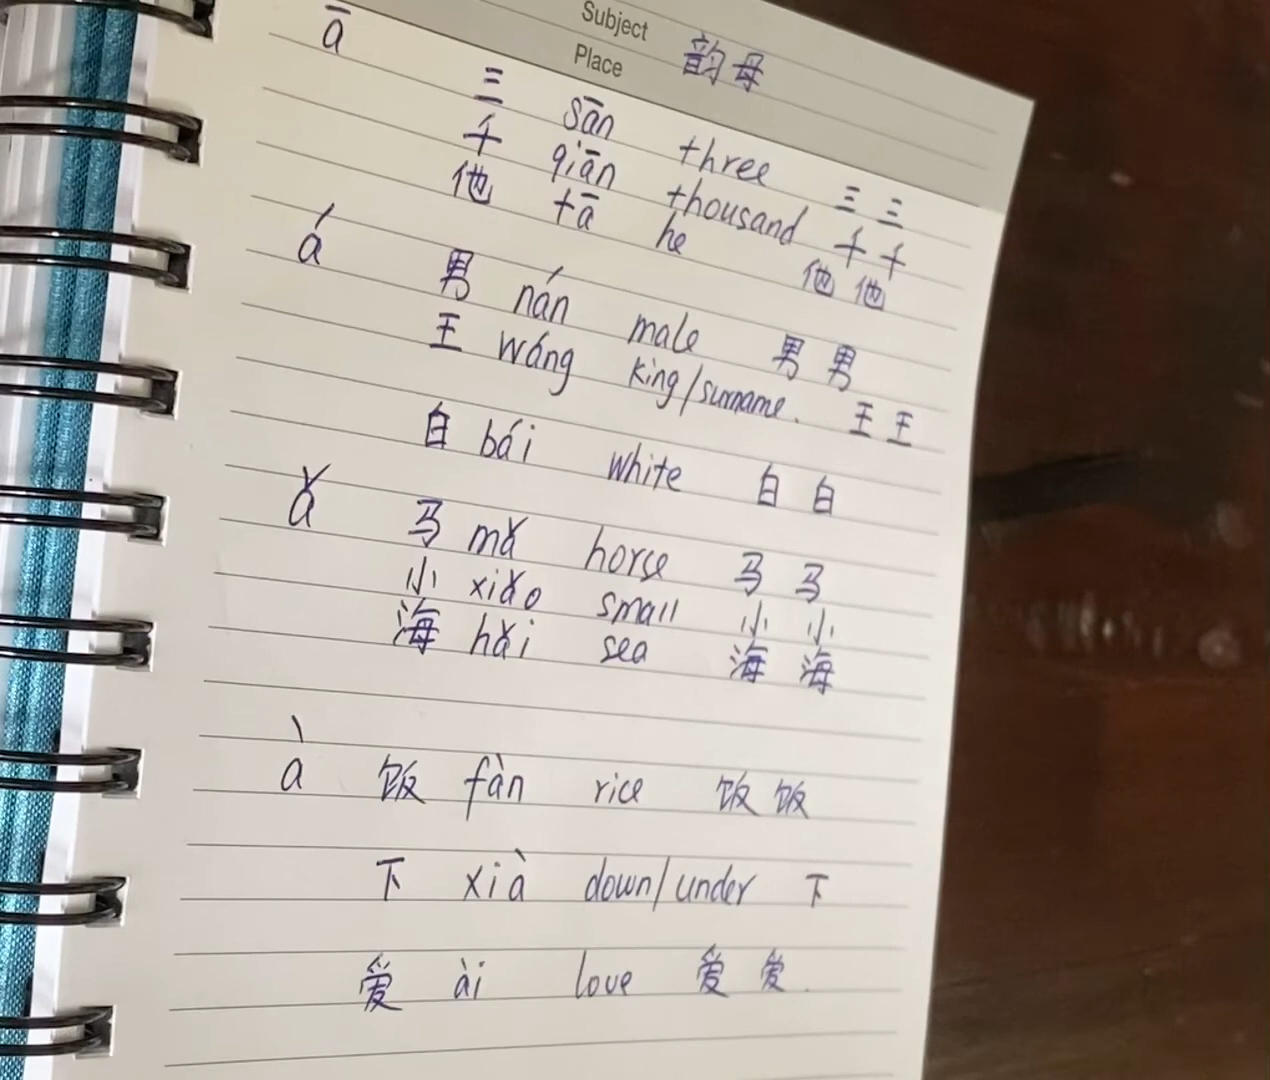 Subject 韵母
Place
ā
三 sān three 三 三
千 qiān thousand 千 千
他 tā he 他 他
á
男 nán male 男 男
王 wáng king/surname. 王 王
白 bái white 白 白
ǎ
马 mǎ horse 马 马
小 xiǎo small 小 小
海 hǎi sea 海 海
à 饭 fàn rice 饭 饭
下 xià down/under 下
爱 ài love 爱 爱.